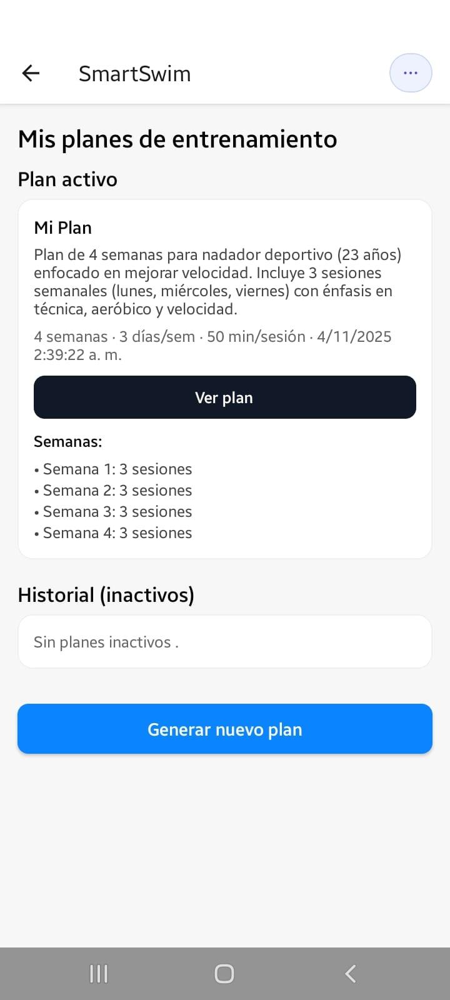 SmartSwim
Mis planes de entrenamiento
Plan activo
Mi Plan
Plan de 4 semanas para nadador deportivo (23 años)
enfocado en mejorar velocidad. Incluye 3 sesiones
semanales (lunes, miércoles, viernes) con énfasis en
técnica, aeróbico y velocidad.
4 semanas · 3 días/sem · 50 min/sesión · 4/11/2025
2:39:22 a. m.
Ver plan
Semanas:
• Semana 1: 3 sesiones
• Semana 2: 3 sesiones
• Semana 3: 3 sesiones
• Semana 4: 3 sesiones
Historial (inactivos)
Sin planes inactivos .
Generar nuevo plan